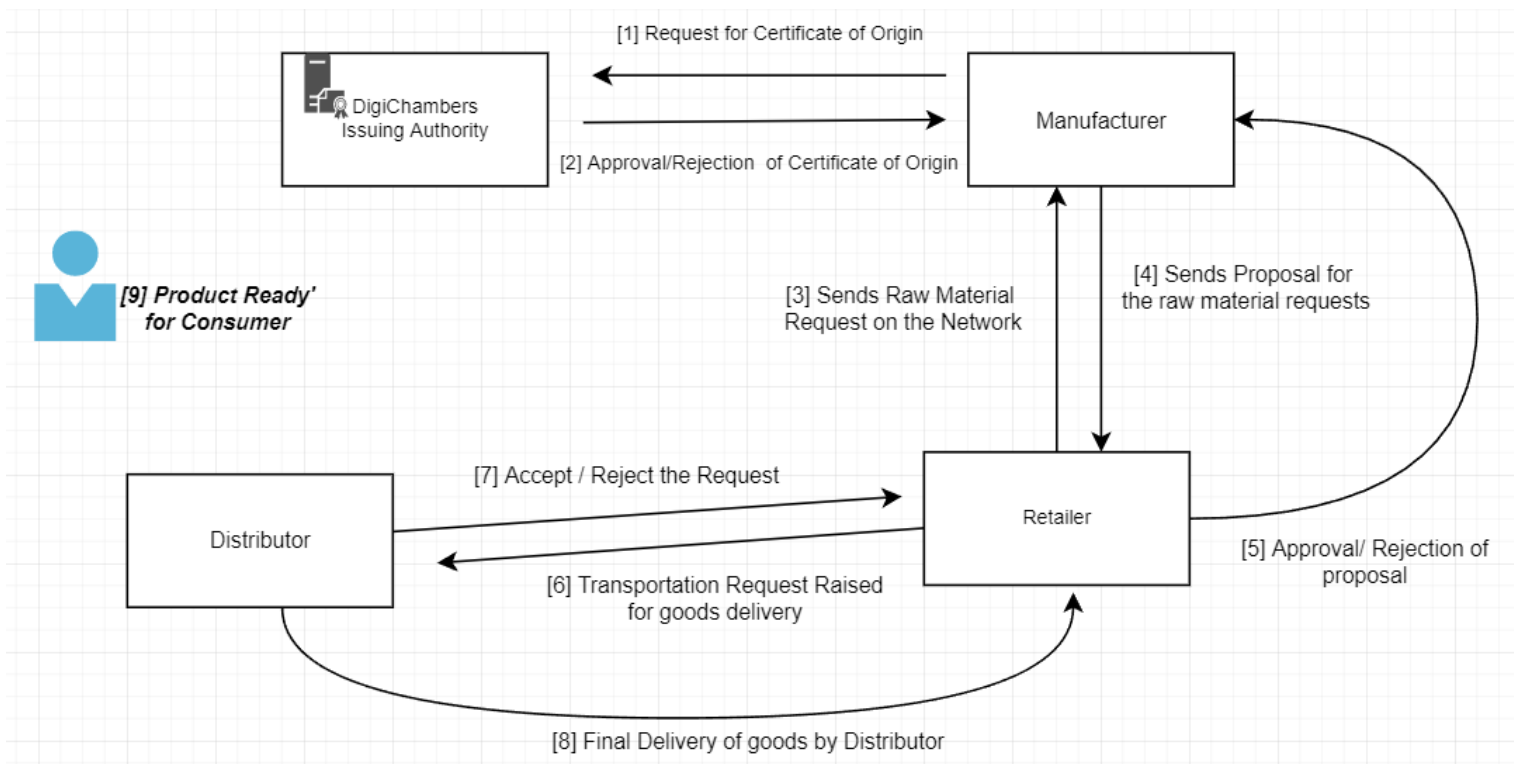 [1] Request for Certificate of Origin
DigiChambers
Issuing Authority
Manufacturer
[2] Approval/Rejection of Certificate of Origin
[9] Product Ready'
for Consumer
[3] Sends Raw Material
Request on the Network
[4] Sends Proposal for
the raw material requests
[7] Accept / Reject the Request
Distributor
Retailer
[5] Approval/ Rejection of
proposal
[6] Transportation Request Raised
for goods delivery
[8] Final Delivery of goods by Distributor